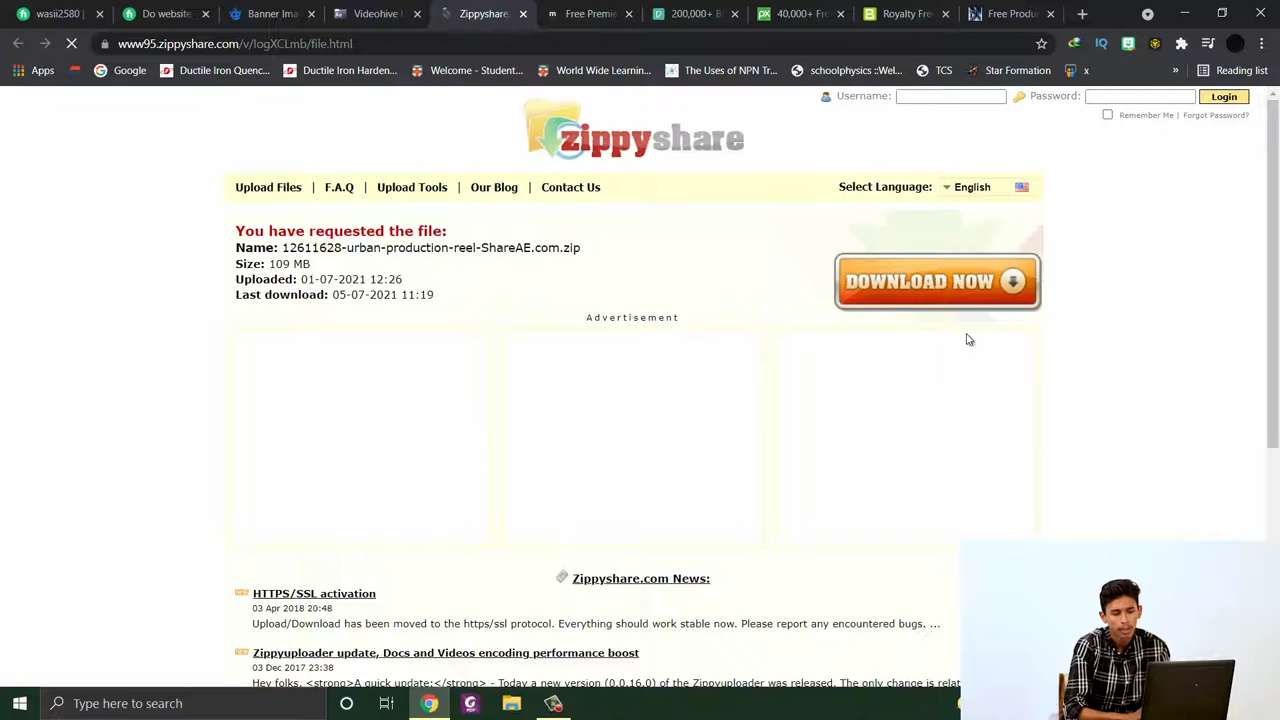 wasii2580
Banner Ima
Videohive
Zippyshare.
Free Premi
200,000+
40,000+ Fr
Royalty Fre
Free Produ
www95.zippyshare.com/v/logXCLmb/file.html
Apps
Google
Ductile Iron Quenc...
Ductile Iron Harden...
Welcome - Student...
World Wide Learnin...
The Uses of NPN Tr...
schoolphysics ::Wel...
TCS
Star Formation
x
»
Reading list
Username:
Password:
Login
Remember Me | Forgot Password?
zippyshare
Upload Files | F.A.Q | Upload Tools | Our Blog | Contact Us
Select Language: English
You have requested the file:
Name: 12611628-urban-production-reel-ShareAE.com.zip
Size: 109 MB
Uploaded: 01-07-2021 12:26
Last download: 05-07-2021 11:19
DOWNLOAD NOW
Advertisement
Zippyshare.com News:
HTTPS/SSL activation
03 Apr 2018 20:48
Upload/Download has been moved to the https/ssl protocol. Everything should work stable now. Please report any encountered bugs. ...
Zippyuploader update, Docs and Videos encoding performance boost
03 Dec 2017 23:38
Hey folks, <strong>A quick update:</strong> - Today a new version (0.0.16.0) of the Zippyuploader was released. The only change is relat
Type here to search